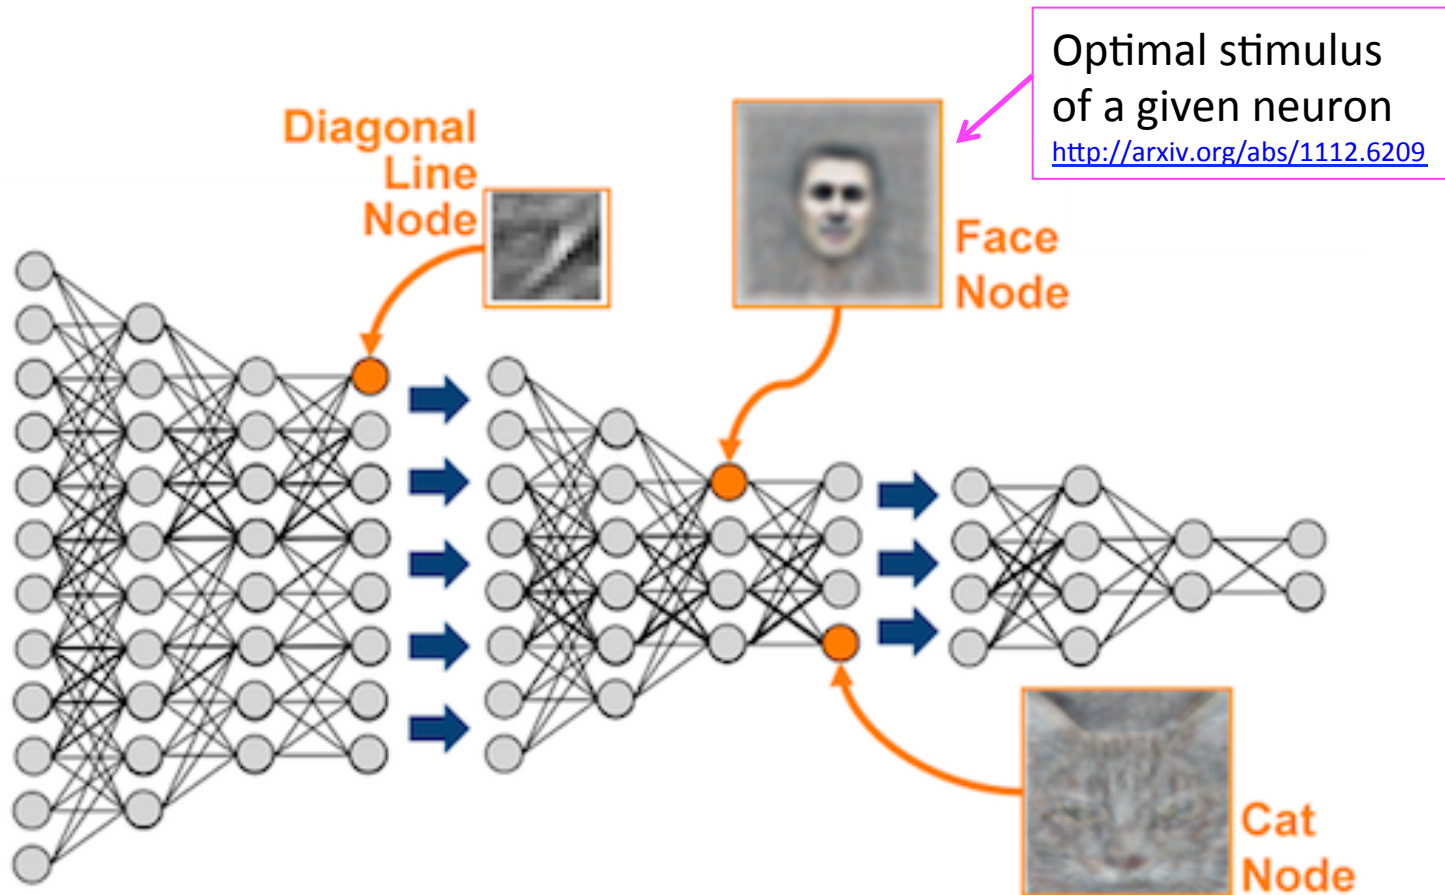 Optimal stimulus
of a given neuron
http://arxiv.org/abs/1112.6209
Diagonal
Line
Node
Face
Node
Cat
Node